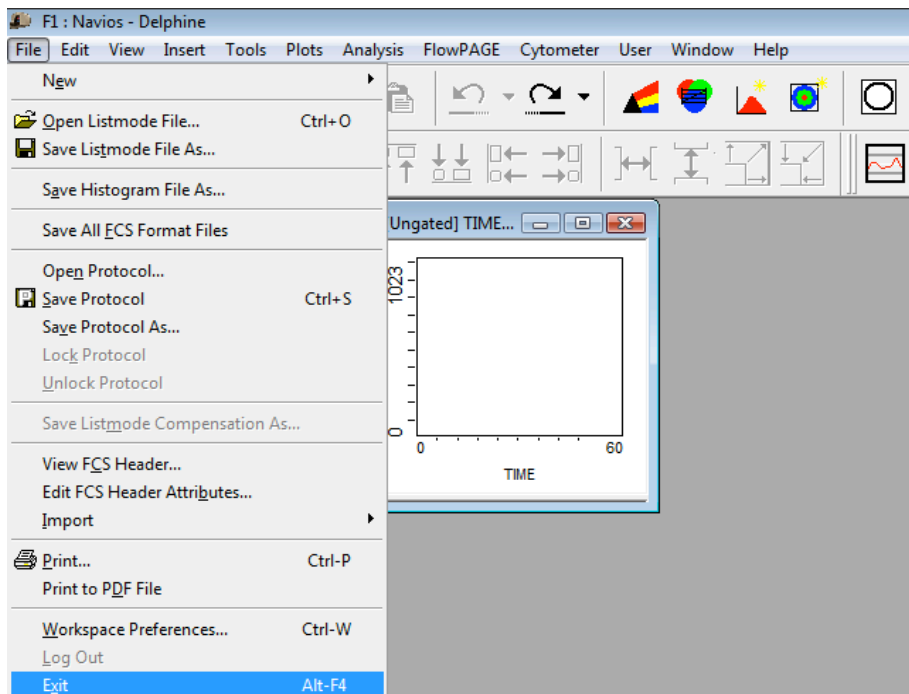 F1 : Navios - Delphine
File Edit View Insert Tools Plots Analysis FlowPAGE Cytometer User Window Help
New
Open Listmode File... Ctrl+O
Save Listmode File As...
Save Histogram File As...
Save All FCS Format Files
Open Protocol...
Save Protocol Ctrl+S
Save Protocol As...
Lock Protocol
Unlock Protocol
Save Listmode Compensation As...
View FCS Header...
Edit FCS Header Attributes...
Import
Print... Ctrl-P
Print to PDF File
Workspace Preferences... Ctrl-W
Log Out
Exit Alt-F4
Ungated] TIME...
1023
0
0 60
TIME